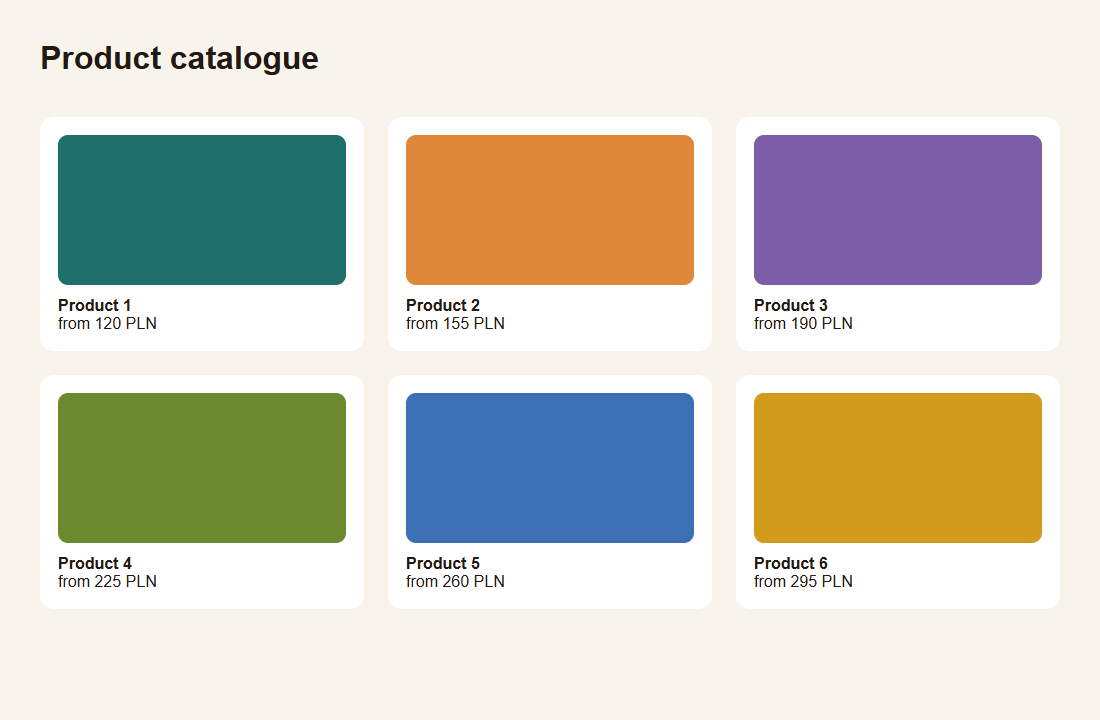 Product catalogue
Product 1
from 120 PLN
Product 2
from 155 PLN
Product 3
from 190 PLN
Product 4
from 225 PLN
Product 5
from 260 PLN
Product 6
from 295 PLN